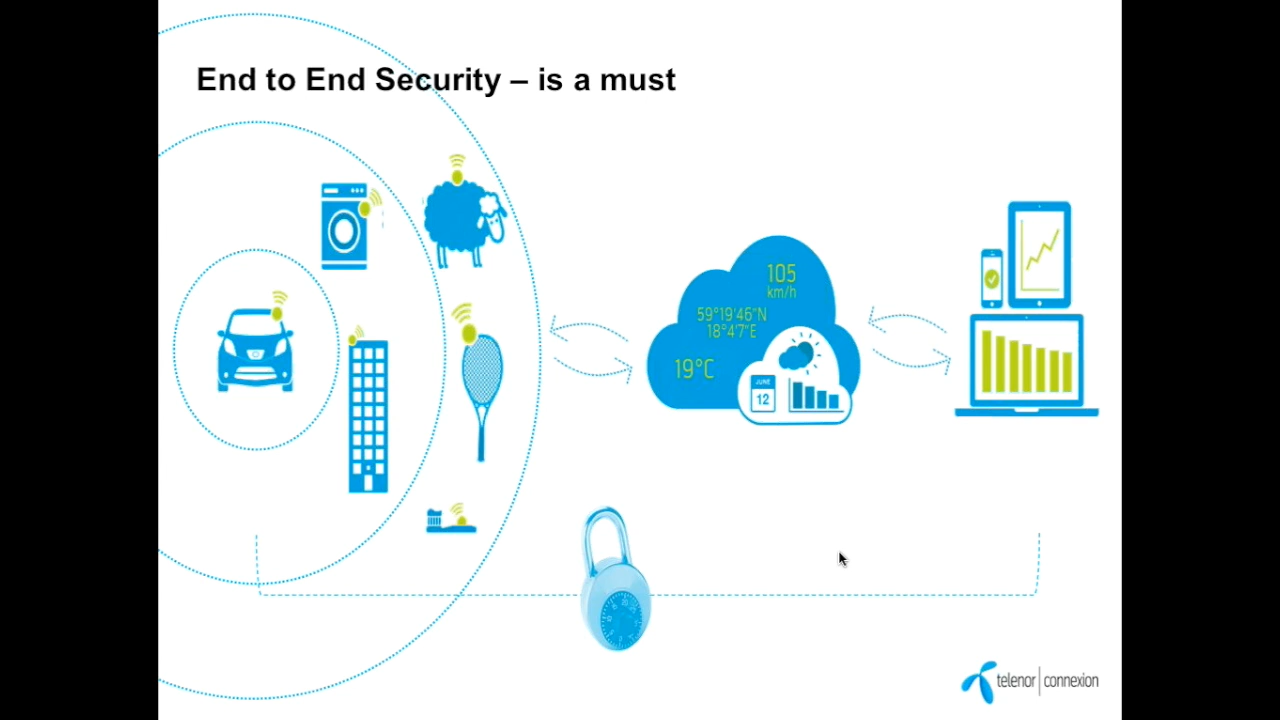 End to End Security – is a must
105
km/h
59°19'46"N
18°4'7"E
19°C
JUNE
12
telenor | connexion